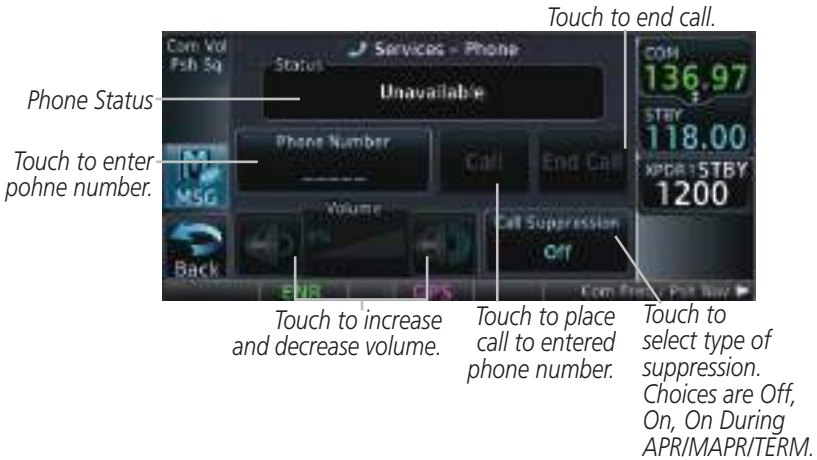 Touch to end call.
Com Vol
Psh Sq
Services - Phone
Status
Unavailable
Phone Status
COM
136.97
STBY
118.00
XPDR1 STBY
1200
Phone Number
_____
Call
End Call
Touch to enter
pohne number.
MSG
Volume
Call Suppression
Off
Back
ENR
GPS
Com Freq/ Psh Nav
Touch to increase
and decrease volume.
Touch to place
call to entered
phone number.
Touch to
select type of
suppression.
Choices are Off,
On, On During
APR/MAPR/TERM.